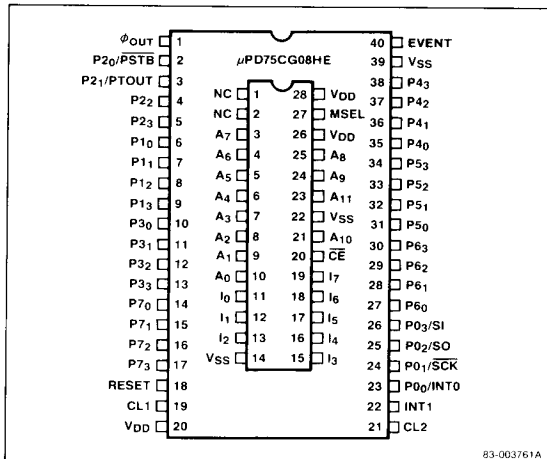 ϕOUT 1 μPD75CG08HE 40 EVENT
P20/PSTB 2 39 VSS
P21/PTOUT 3 38 P43
P22 4 NC 1 28 VDD 37 P42
P23 5 NC 2 27 MSEL 36 P41
P10 6 A7 3 26 VDD 35 P40
P11 7 A6 4 25 A8 34 P53
P12 8 A5 5 24 A9 33 P52
P13 9 A4 6 23 A11 32 P51
P30 10 A3 7 22 VSS 31 P50
P31 11 A2 8 21 A10 30 P63
P32 12 A1 9 20 CE 29 P62
P33 13 A0 10 19 I7 28 P61
P70 14 I0 11 18 I6 27 P60
P71 15 I1 12 17 I5 26 P03/SI
P72 16 I2 13 16 I4 25 P02/SO
P73 17 VSS 14 15 I3 24 P01/SCK
RESET 18 23 P00/INT0
CL1 19 22 INT1
VDD 20 21 CL2
83-003761A